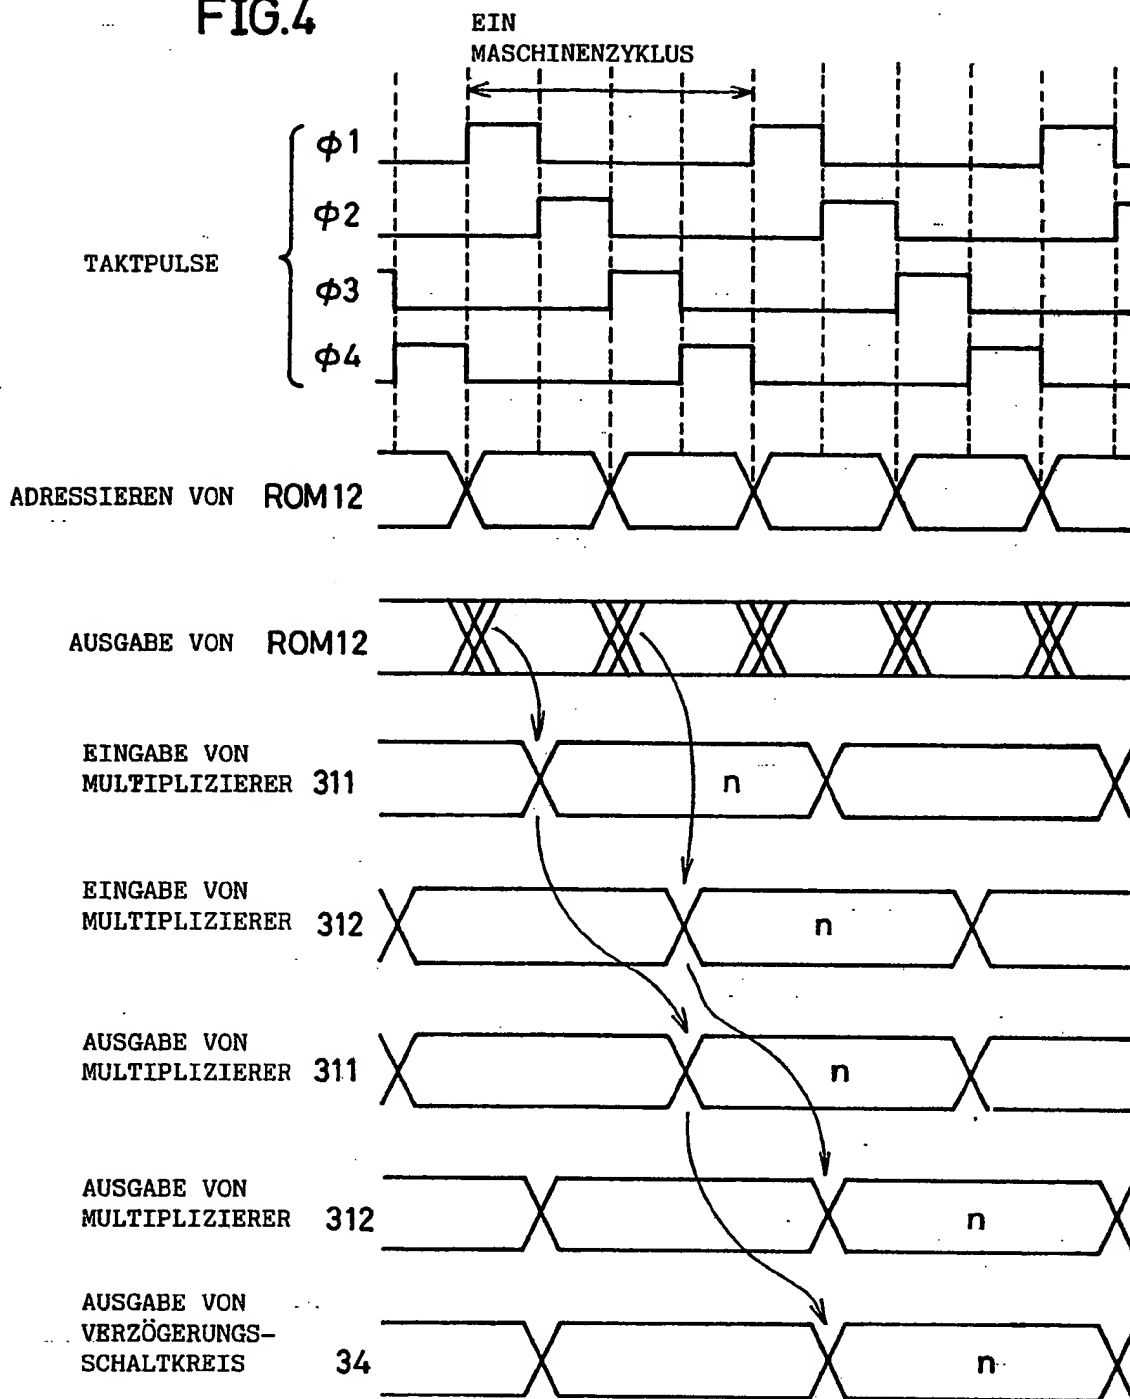 FIG.4
EIN
MASCHINENZYKLUS
ϕ1
ϕ2
TAKTPULSE
ϕ3
ϕ4
ADRESSIEREN VON ROM12
AUSGABE VON ROM12
EINGABE VON
MULTIPLIZIERER 311
n
EINGABE VON
MULTIPLIZIERER 312
n
AUSGABE VON
MULTIPLIZIERER 311
n
AUSGABE VON
MULTIPLIZIERER 312
n
AUSGABE VON
VERZÖGERUNGS-
SCHALTKREIS 34
n